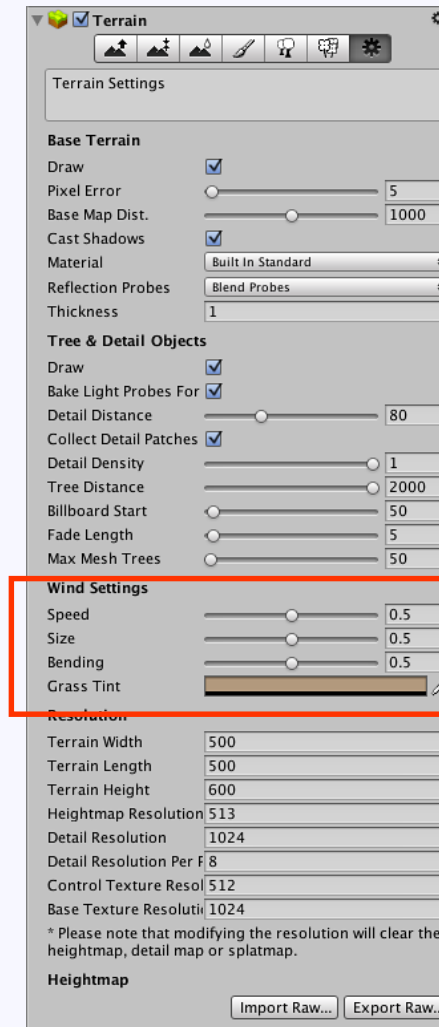 Terrain
Terrain Settings
Base Terrain
Draw
Pixel Error 5
Base Map Dist. 1000
Cast Shadows
Material Built In Standard
Reflection Probes Blend Probes
Thickness 1
Tree & Detail Objects
Draw
Bake Light Probes For
Detail Distance 80
Collect Detail Patches
Detail Density 1
Tree Distance 2000
Billboard Start 50
Fade Length 5
Max Mesh Trees 50
Wind Settings
Speed 0.5
Size 0.5
Bending 0.5
Grass Tint
Resolution
Terrain Width 500
Terrain Length 500
Terrain Height 600
Heightmap Resolution 513
Detail Resolution 1024
Detail Resolution Per P 8
Control Texture Resol 512
Base Texture Resoluti 1024
* Please note that modifying the resolution will clear the
heightmap, detail map or splatmap.
Heightmap
Import Raw... Export Raw..